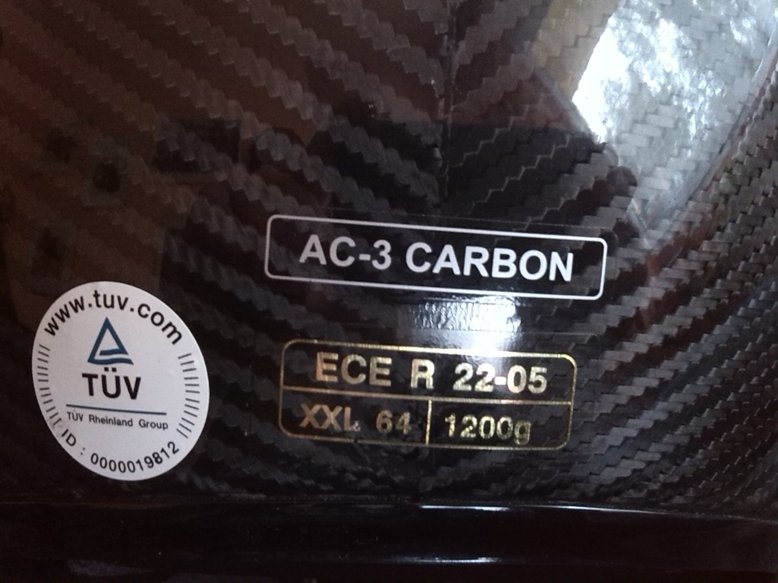 AC-3 CARBON
www.tuv.com
TÜV
TÜV Rheinland Group
ID : 0000019812
ECE R 22-05
XXL 64 1200g